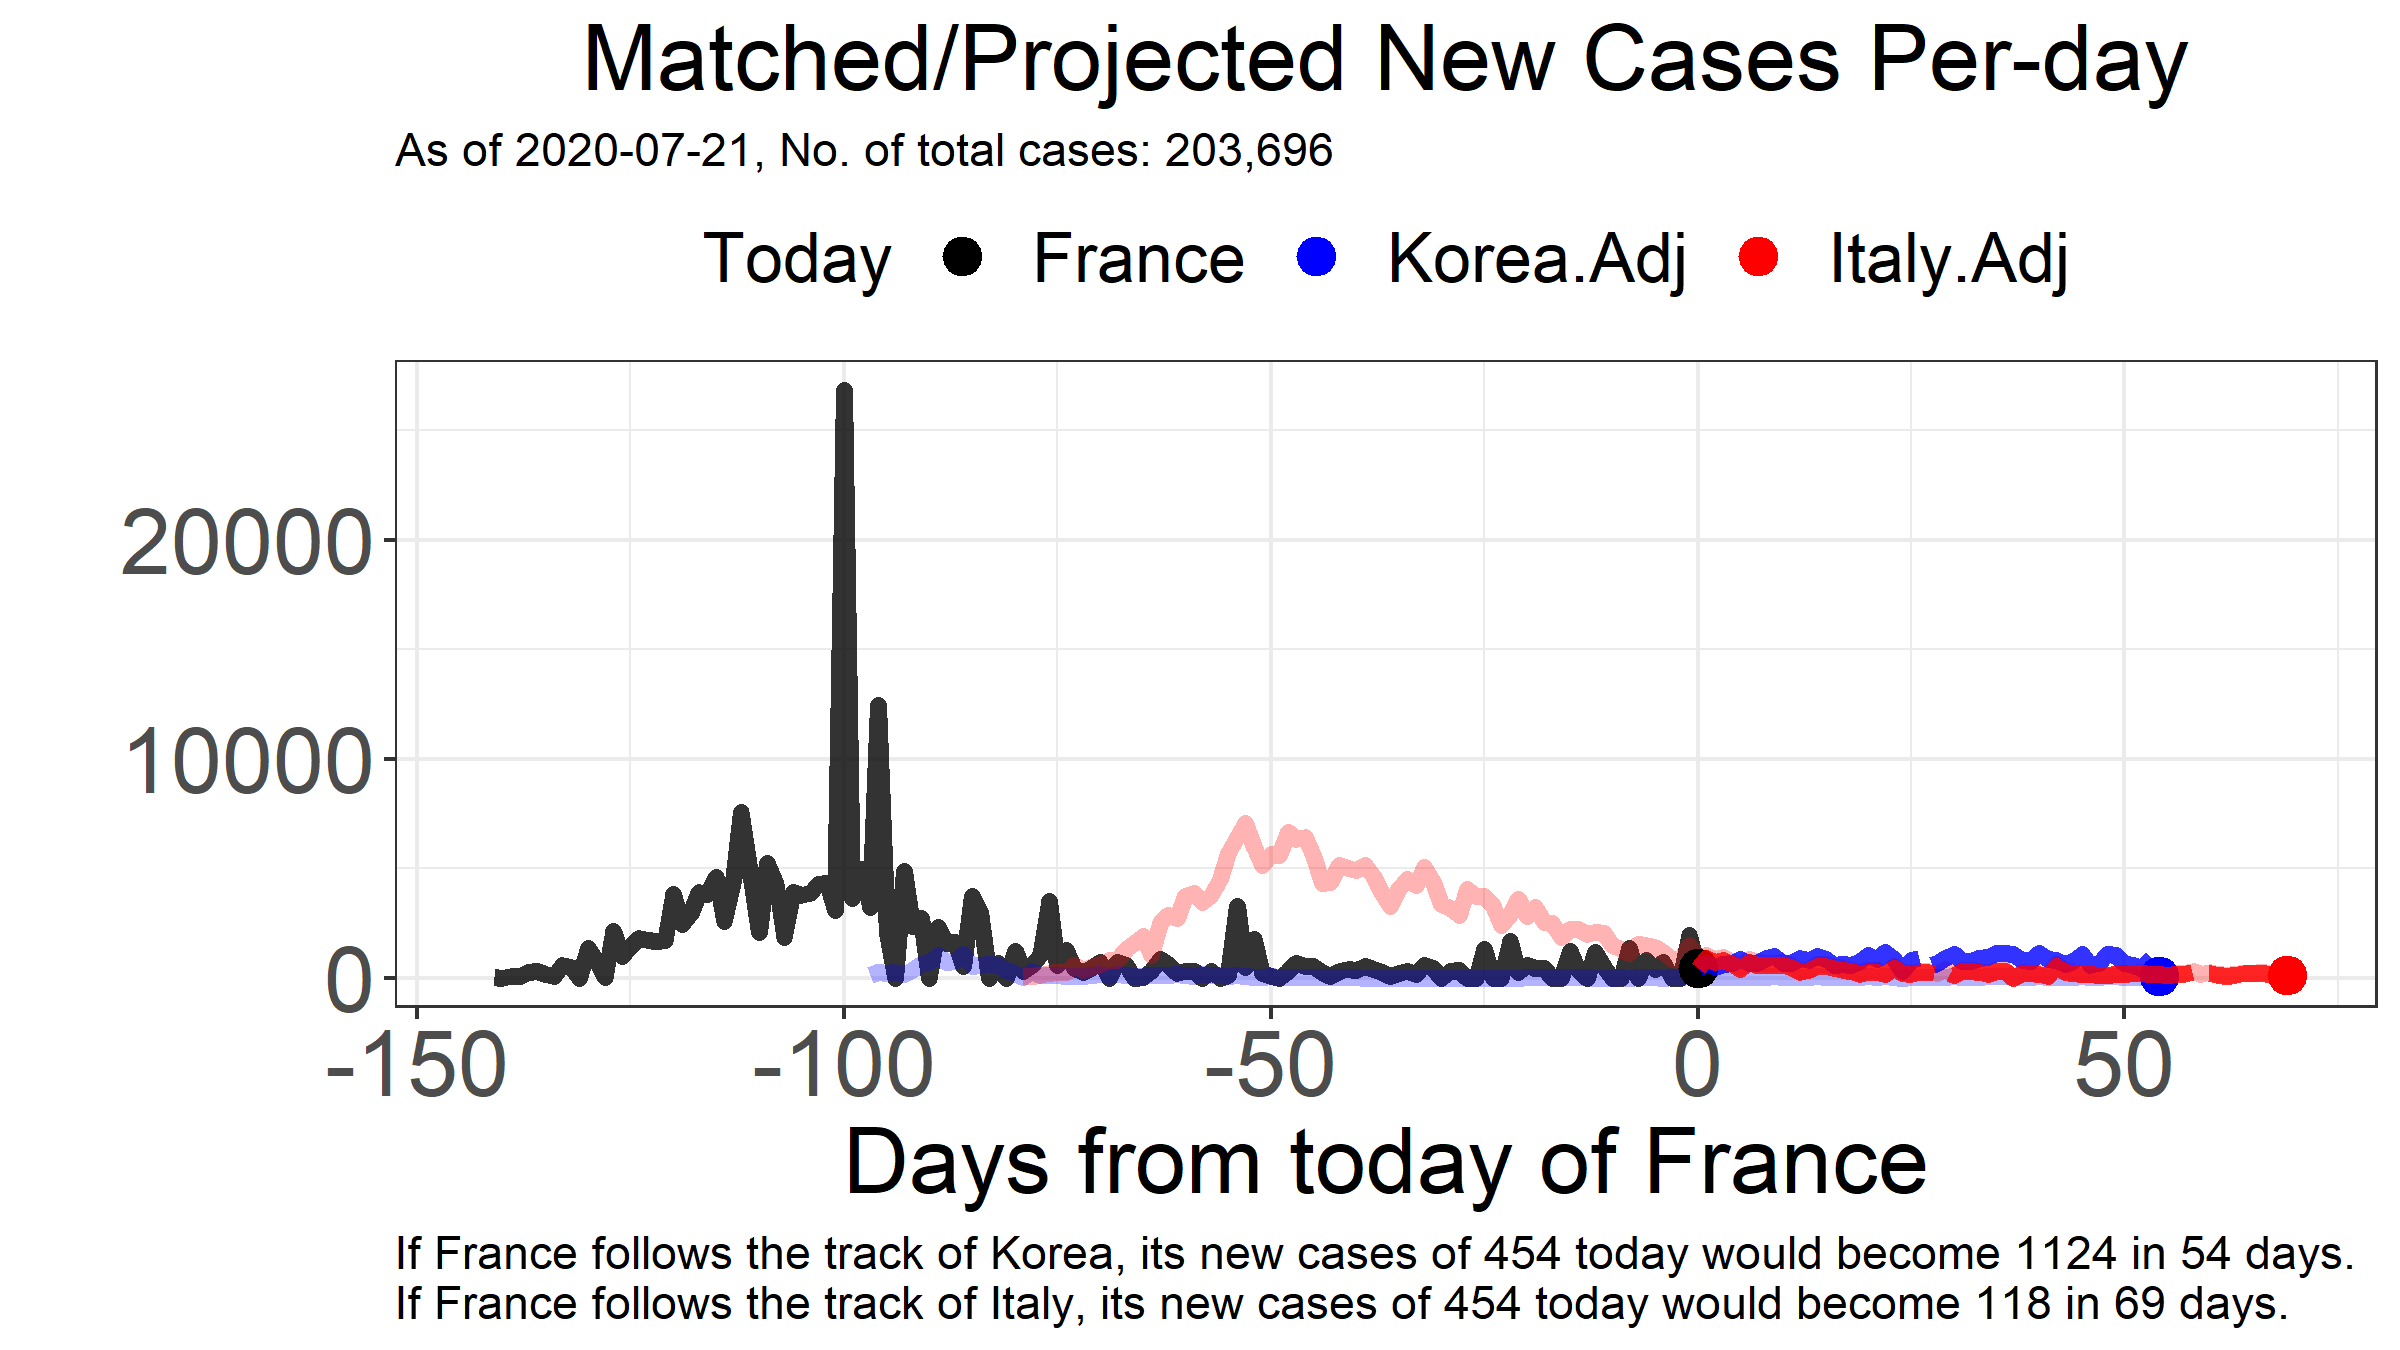 Matched/Projected New Cases Per-day
As of 2020-07-21, No. of total cases: 203,696
Today France Korea.Adj Italy.Adj
20000
10000
0
-150 -100 -50 0 50
Days from today of France
If France follows the track of Korea, its new cases of 454 today would become 1124 in 54 days.
If France follows the track of Italy, its new cases of 454 today would become 118 in 69 days.